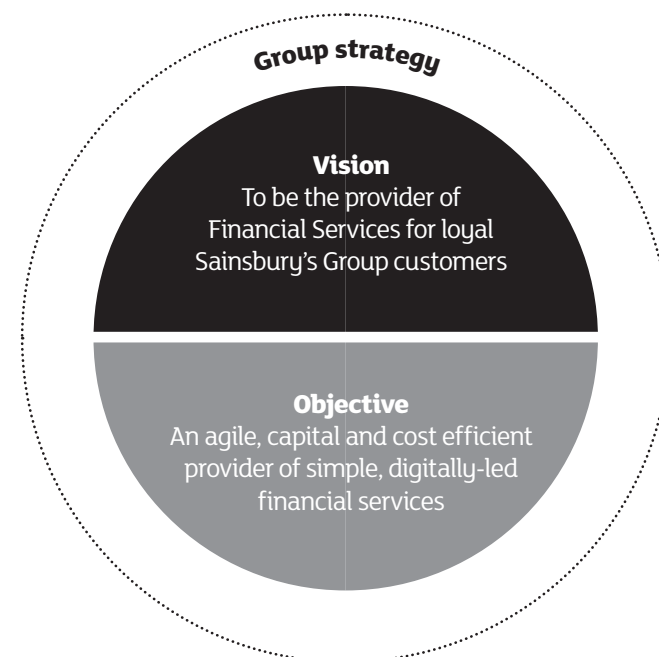 Group strategy
Vision
To be the provider of
Financial Services for loyal
Sainsbury's Group customers
Objective
An agile, capital and cost efficient
provider of simple, digitally-led
financial services